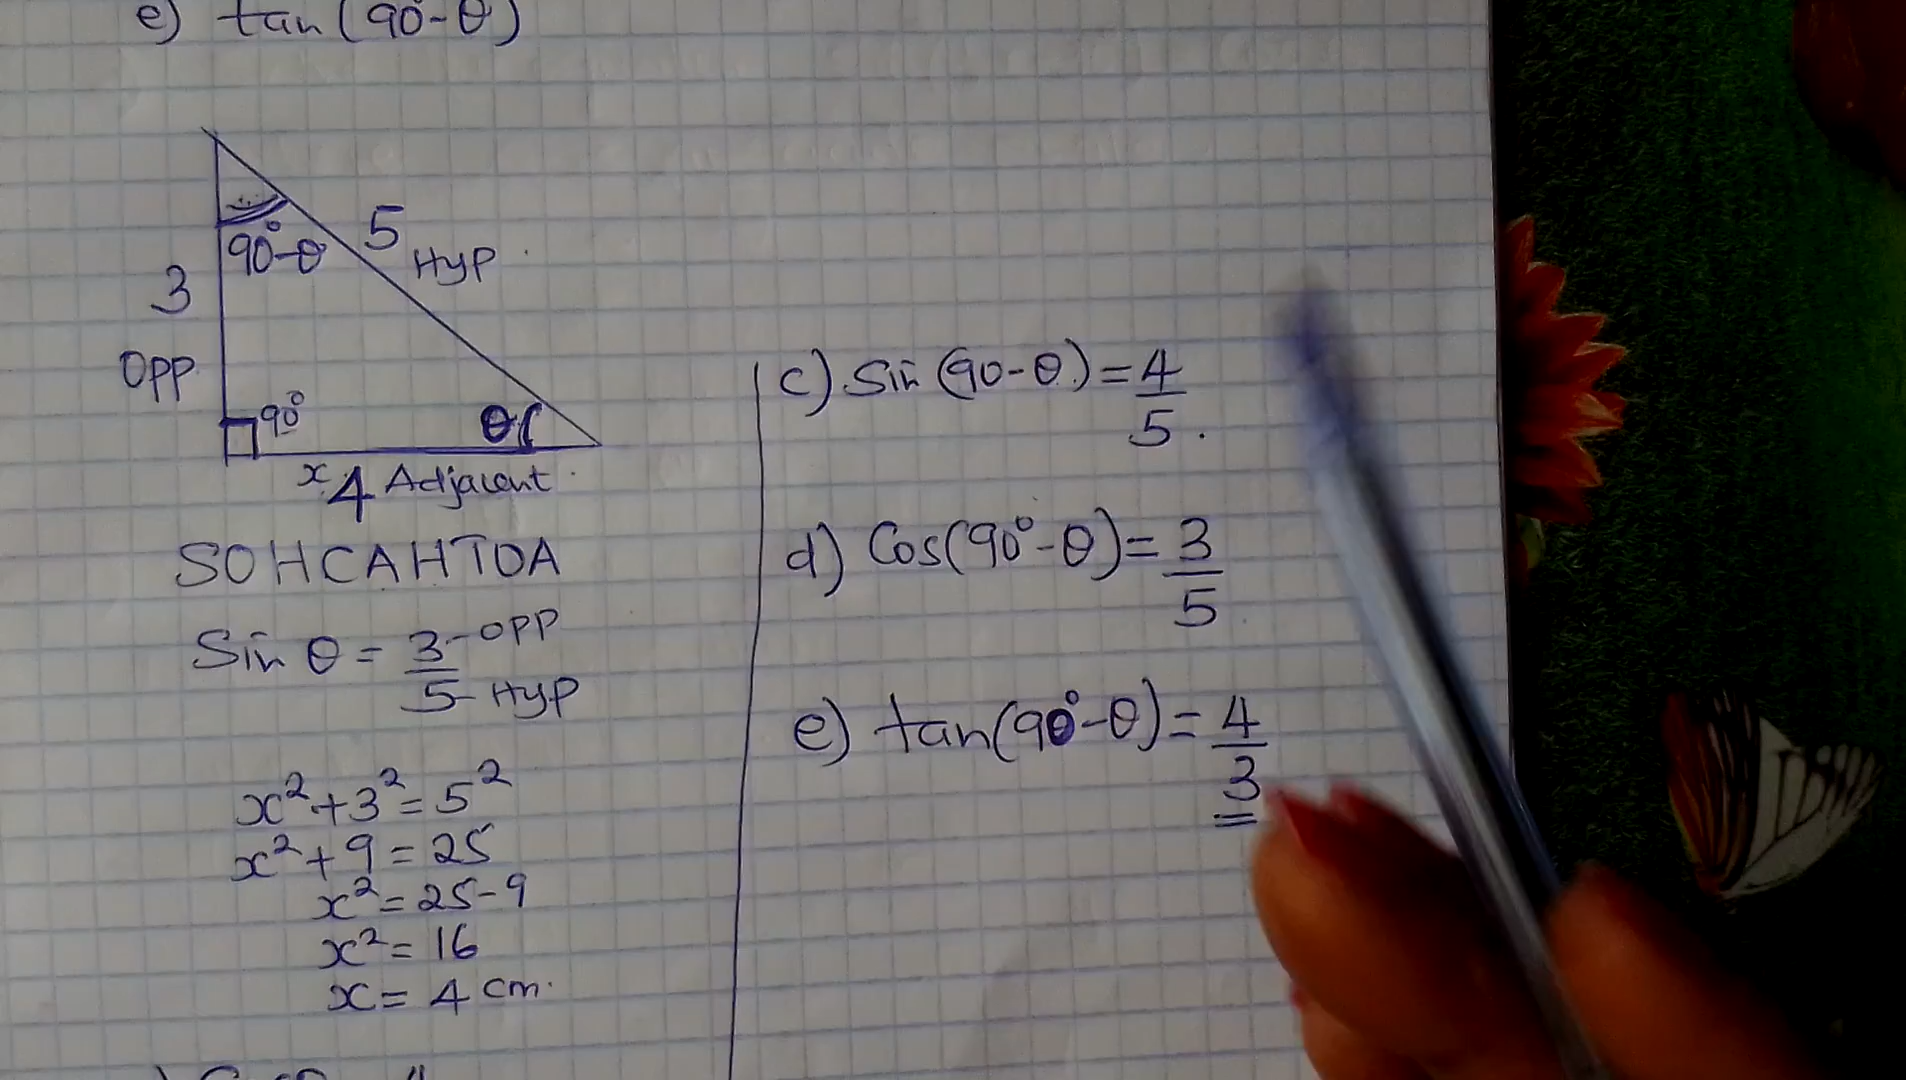 e) tan (90°-θ)
90°-θ
5
Hyp
3
Opp
90°
θ
x 4 Adjacent
SOHCAHTOA
Sin θ = 3/5 -OPP -Hyp
x²+3²=5²
x²+9=25
x²=25-9
x²=16
x=4 cm.
c) Sin (90-θ)=4/5.
d) Cos(90°-θ)=3/5
e) tan(90°-θ)=4/3